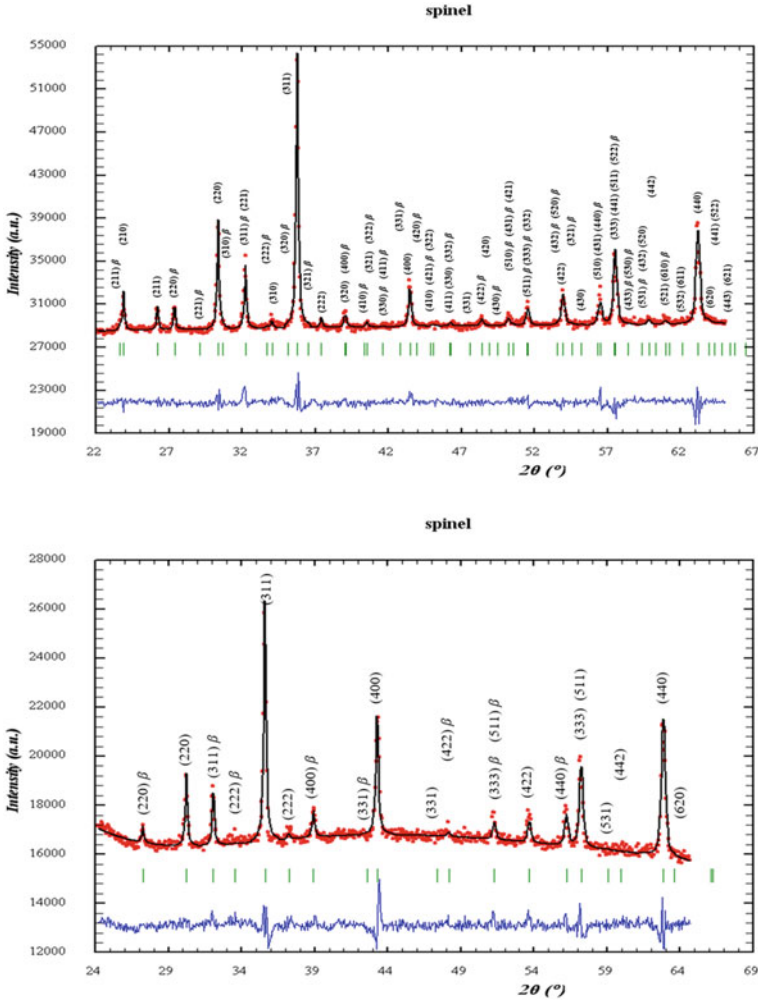 spinel
55000
51000
47000
43000
39000
35000
31000
27000
23000
19000
Intensity (a.u.)
(211) β
(210)
(211)
(220) β
(221) β
(220)
(310) β
(311) β (221)
(222) β
(310)
(320) β
(311)
(321) β
(222)
(320) (400) β
(410) β
(321) (322) β
(330) β (411) β
(331) β
(400)
(420) β
(410) (421) β (322)
(411) (330) (332) β
(331)
(422) β
(420)
(430) β
(510) β (431) β (421)
(511) β (333) β (332)
(432) β (520) β
(422)
(321) β
(430)
(510) (431) (440) β
(333) (441) (511) (522) β
(433) β (530) β
(531) β (432) (520)
(442)
(521) (610) β
(532) (611)
(440)
(620)
(441) (522)
(443) (621)
22 27 32 37 42 47 52 57 62 67
2θ (°)
spinel
28000
26000
24000
22000
20000
18000
16000
14000
12000
Intensity (a.u.)
(220) β
(220)
(311) β
(222) β
(311)
(222)
(400) β
(331) β
(400)
(331)
(422) β
(333) β (511) β
(422)
(440) β
(333) (511)
(531)
(442)
(440)
(620)
24 29 34 39 44 49 54 59 64 69
2θ (°)